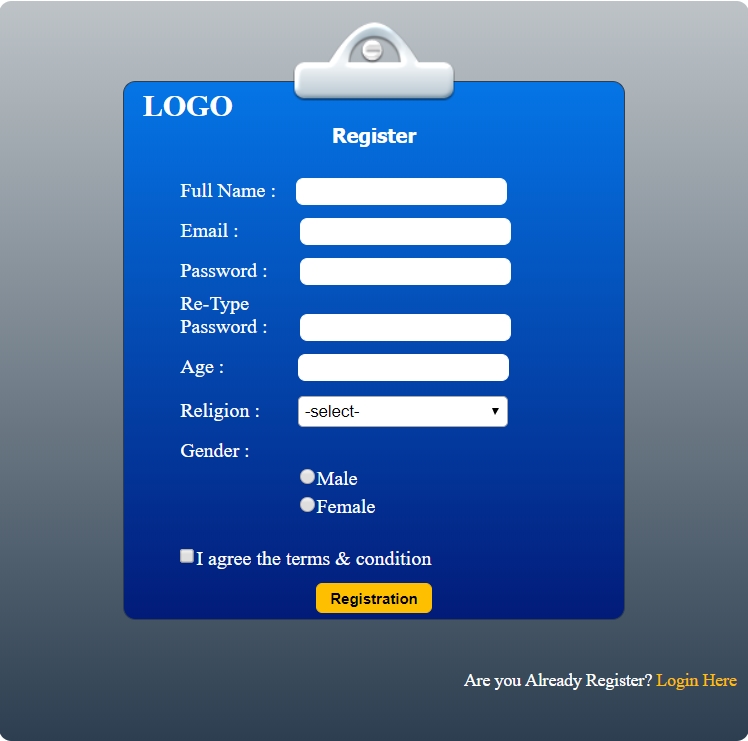 LOGO
Register
Full Name :
Email :
Password :
Re-Type
Password :
Age :
Religion : -select-
Gender :
Male
Female
I agree the terms & condition
Registration
Are you Already Register? Login Here